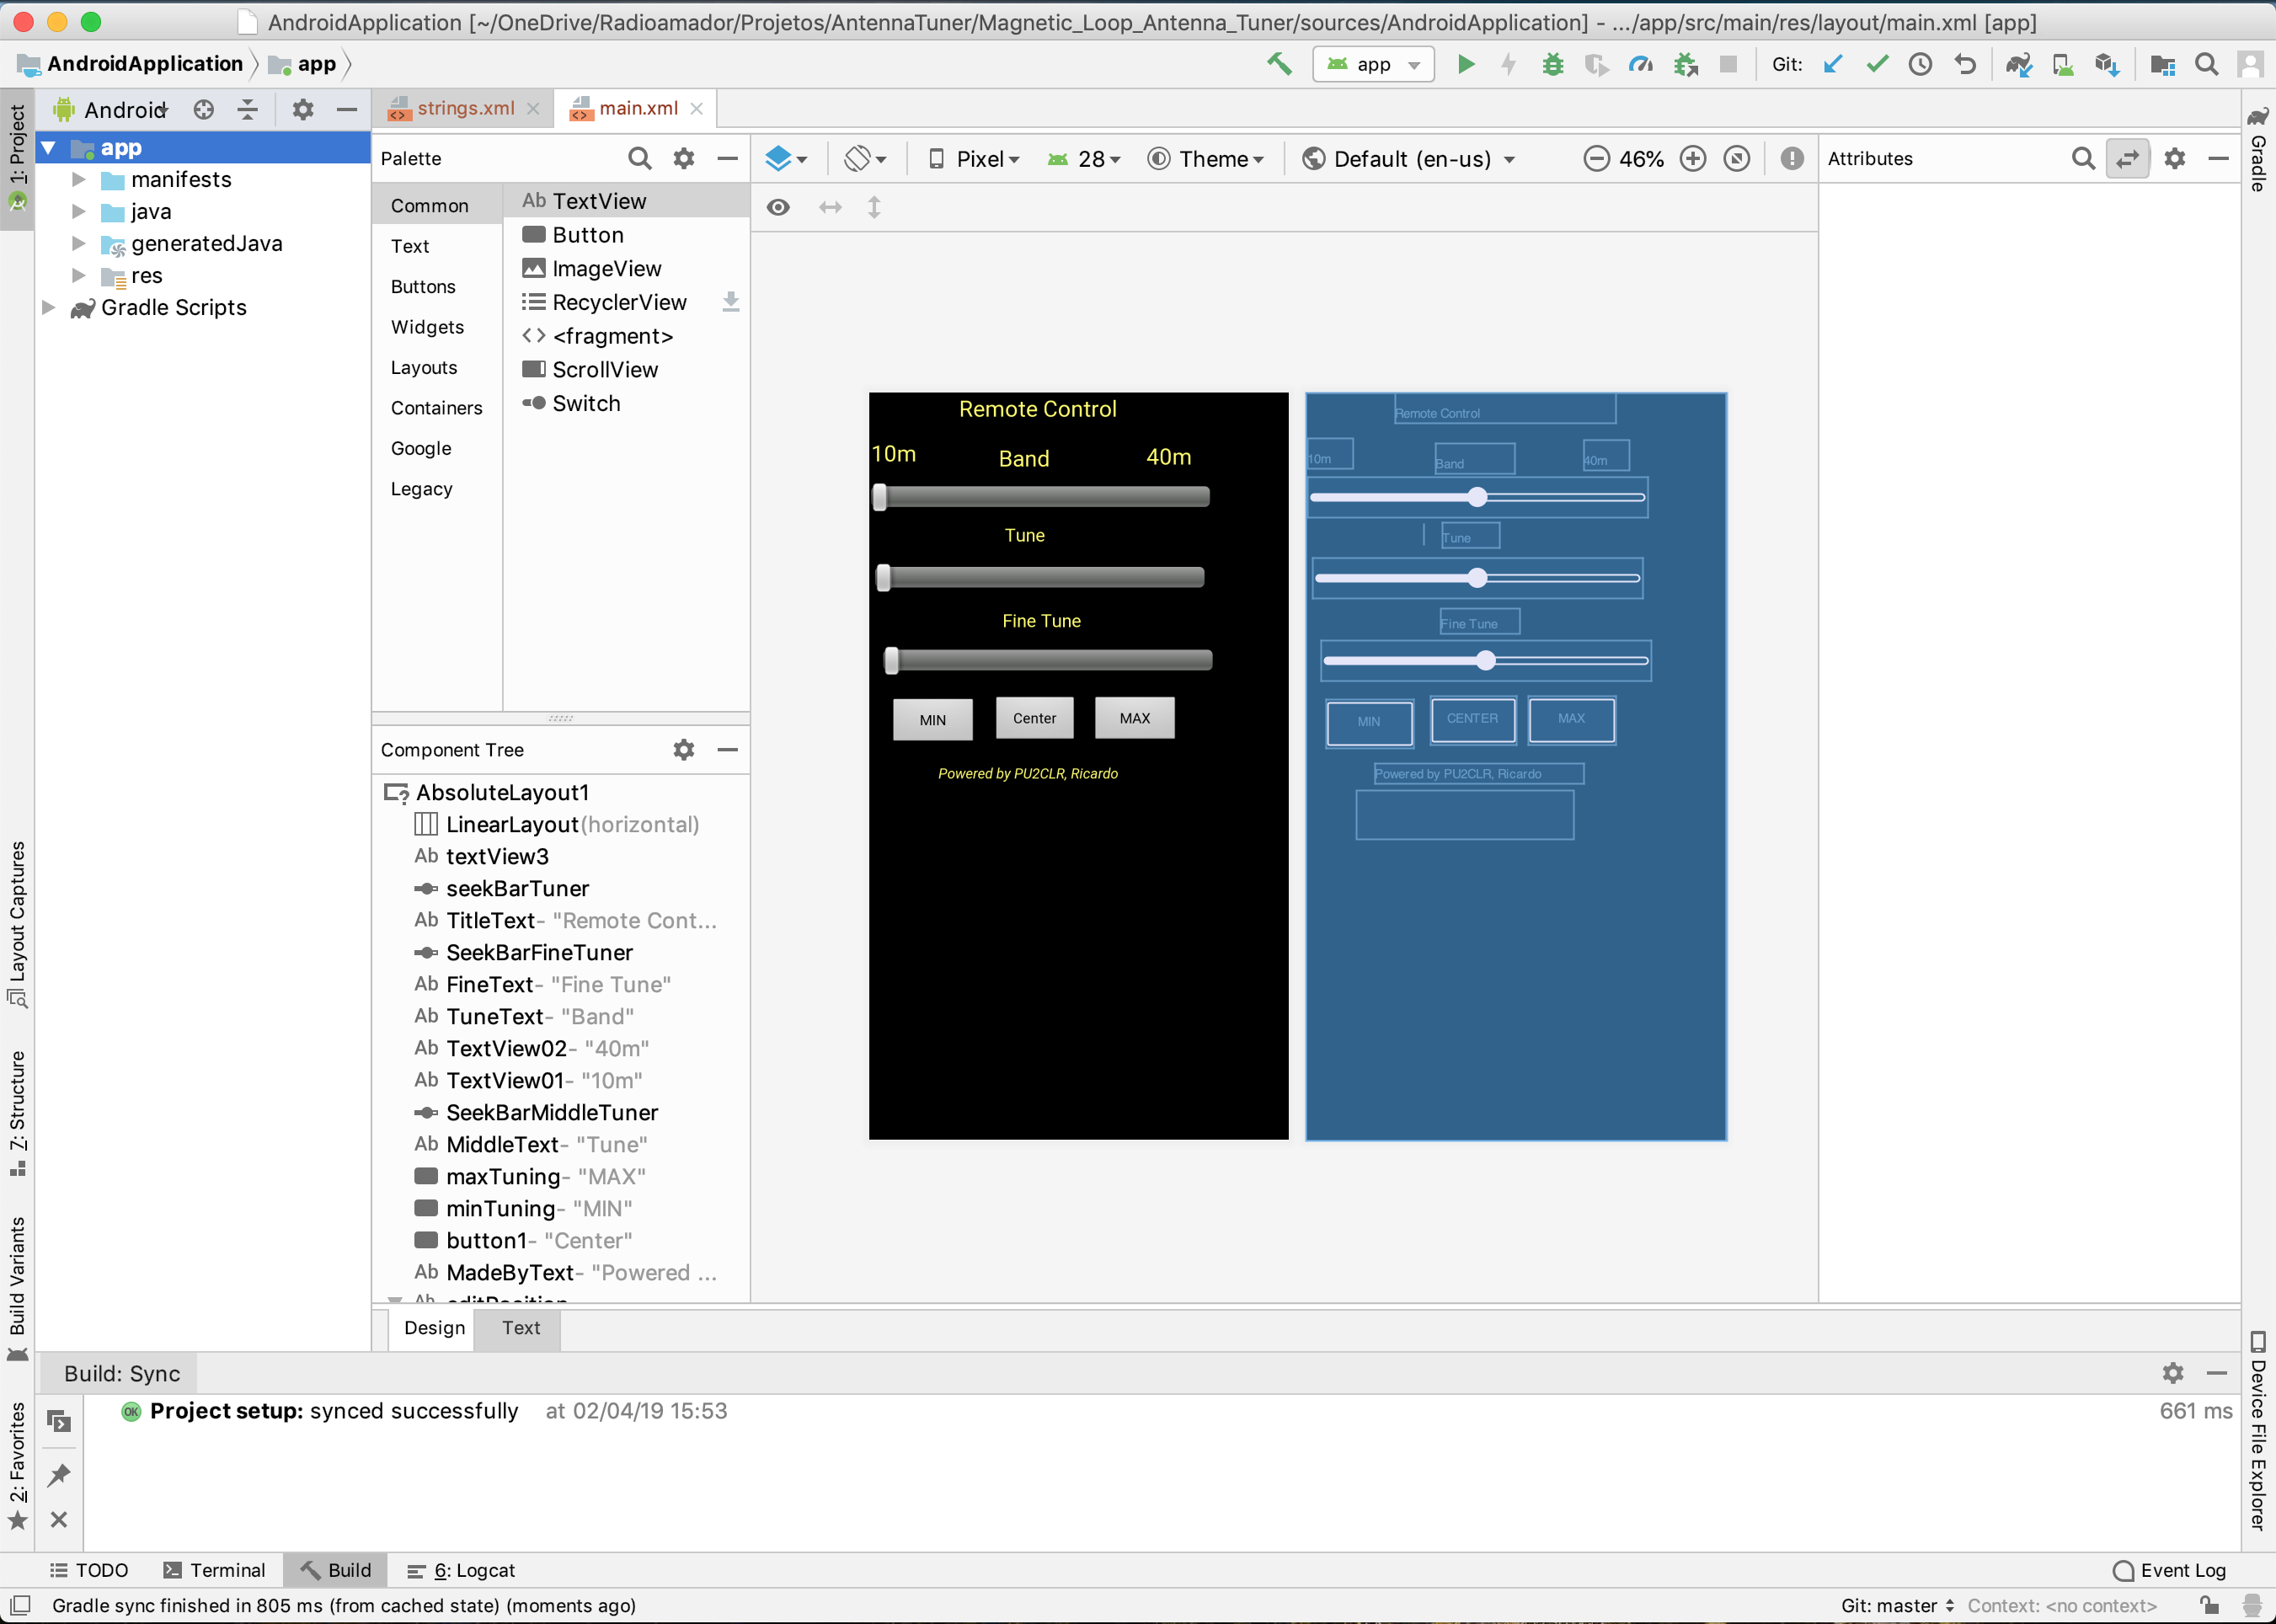 AndroidApplication [~/OneDrive/Radioamador/Projetos/AntennaTuner/Magnetic_Loop_Antenna_Tuner/sources/AndroidApplication] - .../app/src/main/res/layout/main.xml [app]
AndroidApplication app
app
Git:
1: Project
Android
strings.xml
main.xml
Gradle
app
manifests
java
generatedJava
res
Gradle Scripts
Palette
Common
Text
Buttons
Widgets
Layouts
Containers
Google
Legacy
Ab TextView
Button
ImageView
RecyclerView
<fragment>
ScrollView
Switch
Pixel
28
Theme
Default (en-us)
46%
Attributes
Remote Control
10m
Band
40m
Tune
Fine Tune
MIN
Center
MAX
Powered by PU2CLR, Ricardo
Remote Control
10m
Band
40m
Tune
Fine Tune
MIN
CENTER
MAX
Powered by PU2CLR, Ricardo
Component Tree
AbsoluteLayout1
LinearLayout(horizontal)
Ab textView3
seekBarTuner
Ab TitleText- "Remote Cont...
SeekBarFineTuner
Ab FineText- "Fine Tune"
Ab TuneText- "Band"
Ab TextView02- "40m"
Ab TextView01- "10m"
SeekBarMiddleTuner
Ab MiddleText- "Tune"
maxTuning- "MAX"
minTuning- "MIN"
button1- "Center"
Ab MadeByText- "Powered ...
Ab editPosition
Layout Captures
7: Structure
Build Variants
2: Favorites
Device File Explorer
Design
Text
Build: Sync
OK Project setup: synced successfully at 02/04/19 15:53
661 ms
TODO
Terminal
Build
6: Logcat
Event Log
Gradle sync finished in 805 ms (from cached state) (moments ago)
Git: master
Context: <no context>